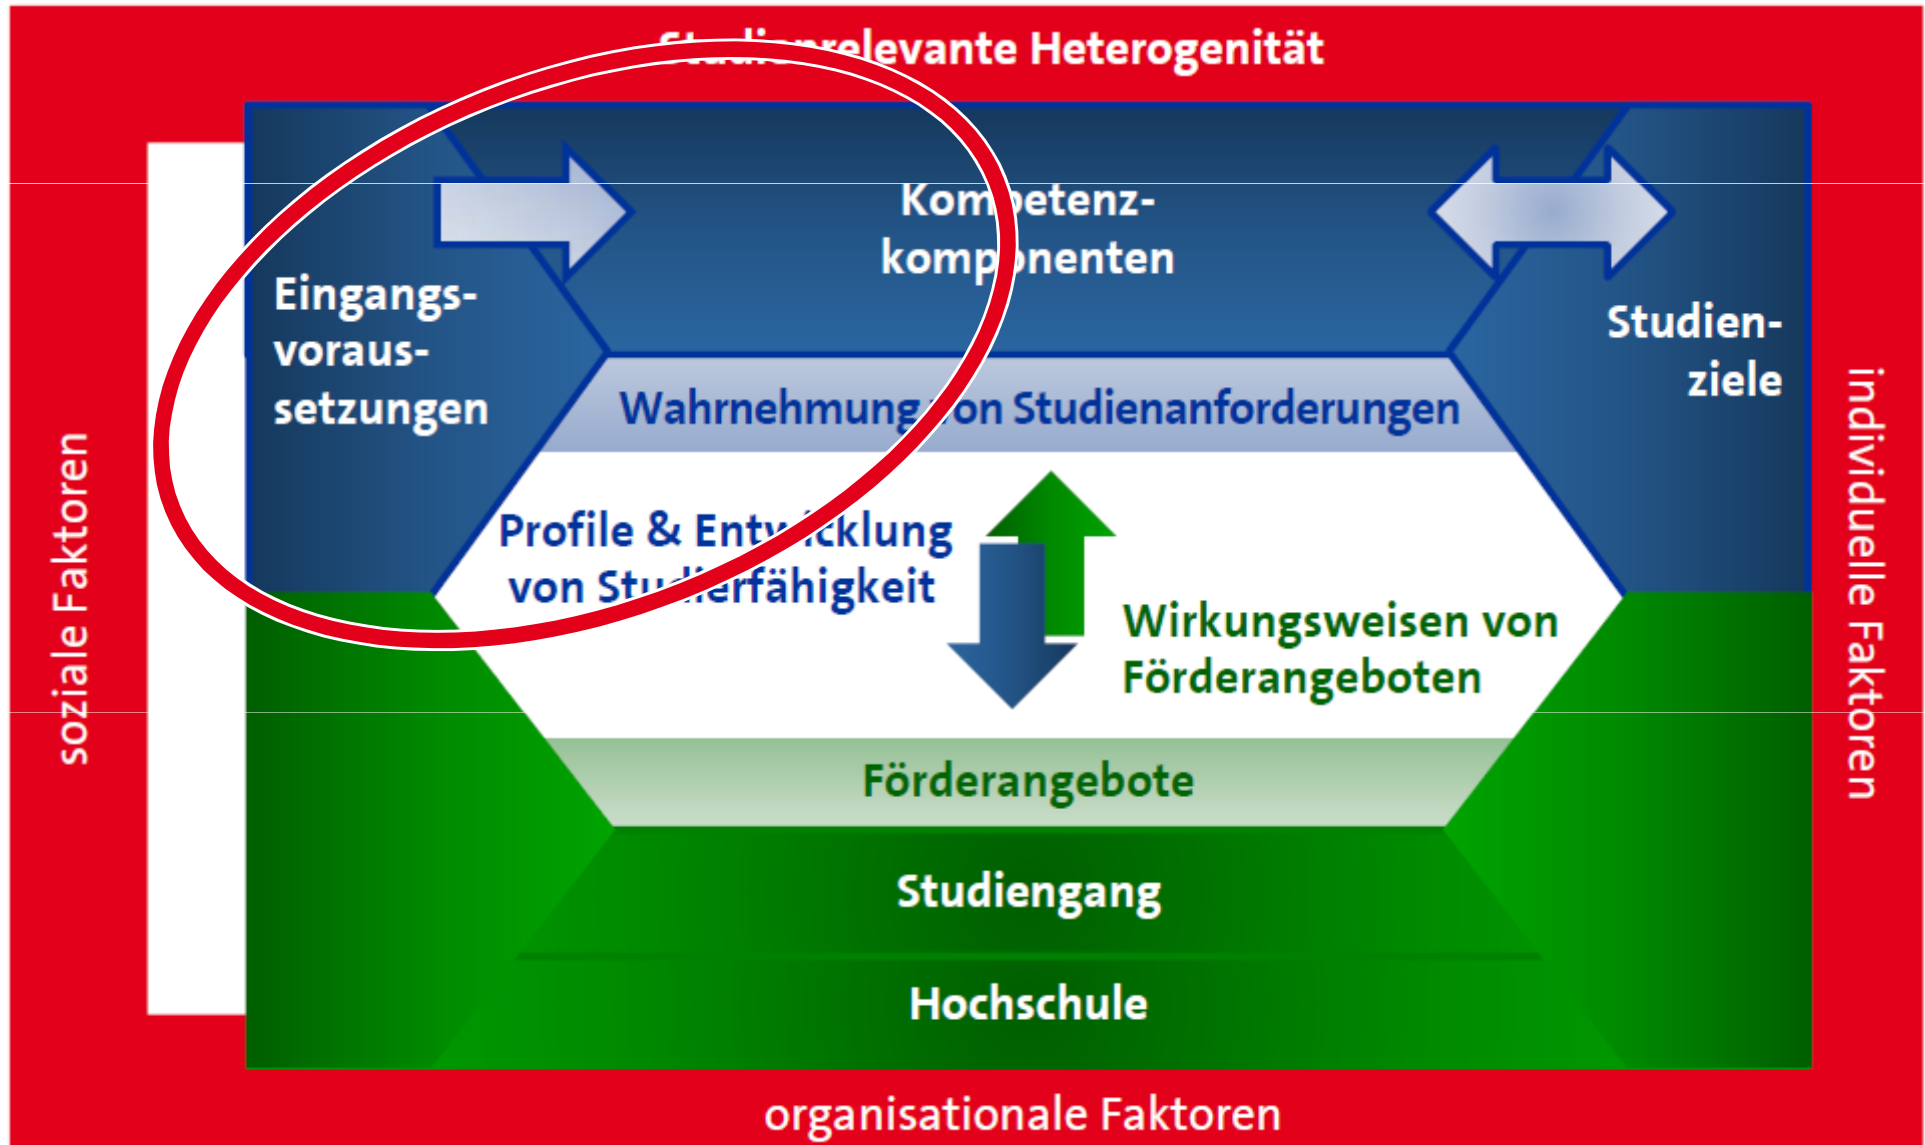 Studienrelevante Heterogenität
Kompetenz-
komponenten
Eingangs-
voraus-
setzungen
Studien-
ziele
Wahrnehmung von Studienanforderungen
Profile & Entwicklung
von Studierfähigkeit
Wirkungsweisen von
Förderangeboten
Förderangebote
Studiengang
Hochschule
soziale Faktoren
individuelle Faktoren
organisationale Faktoren